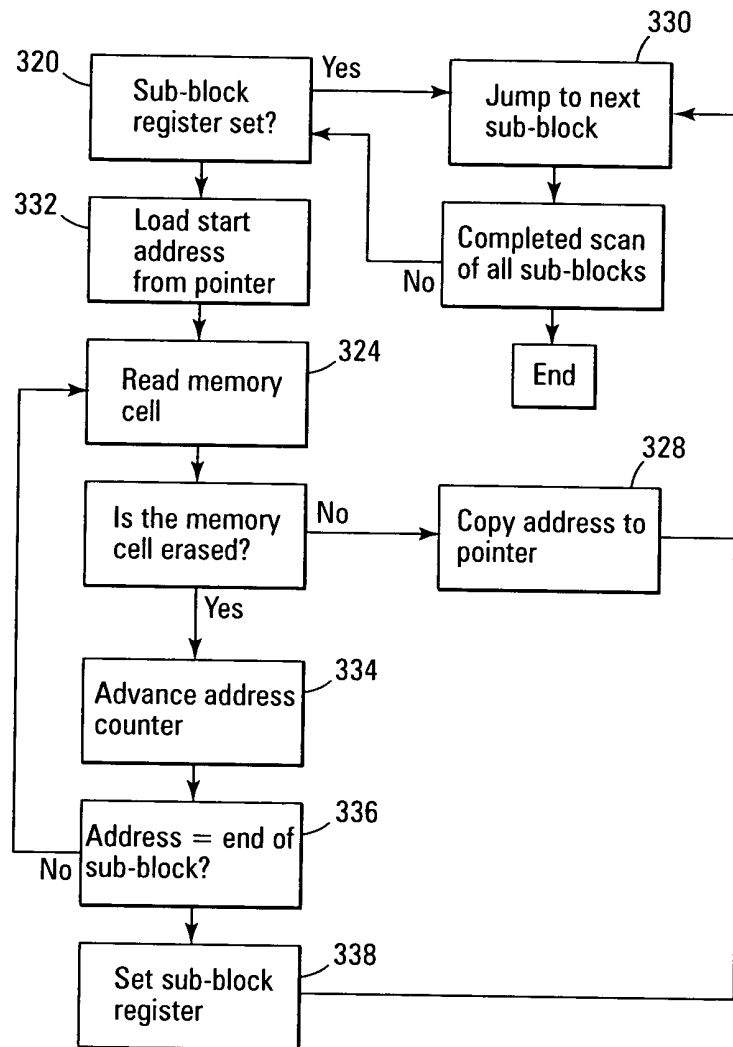 320
Sub-block
register set?
Yes
330
Jump to next
sub-block
332
Load start
address
from pointer
Completed scan
of all sub-blocks
No
End
324
Read memory
cell
Is the memory
cell erased?
No
328
Copy address to
pointer
Yes
334
Advance address
counter
336
Address = end of
sub-block?
No
338
Set sub-block
register